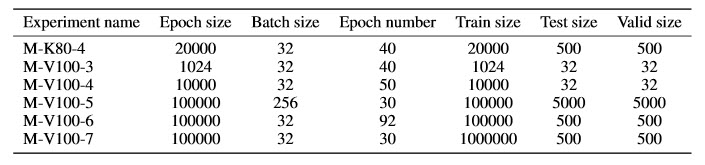 Experiment name Epoch size Batch size Epoch number Train size Test size Valid size
M-K80-4 20000 32 40 20000 500 500
M-V100-3 1024 32 40 1024 32 32
M-V100-4 10000 32 50 10000 32 32
M-V100-5 100000 256 30 100000 5000 5000
M-V100-6 100000 32 92 100000 500 500
M-V100-7 100000 32 30 1000000 500 500